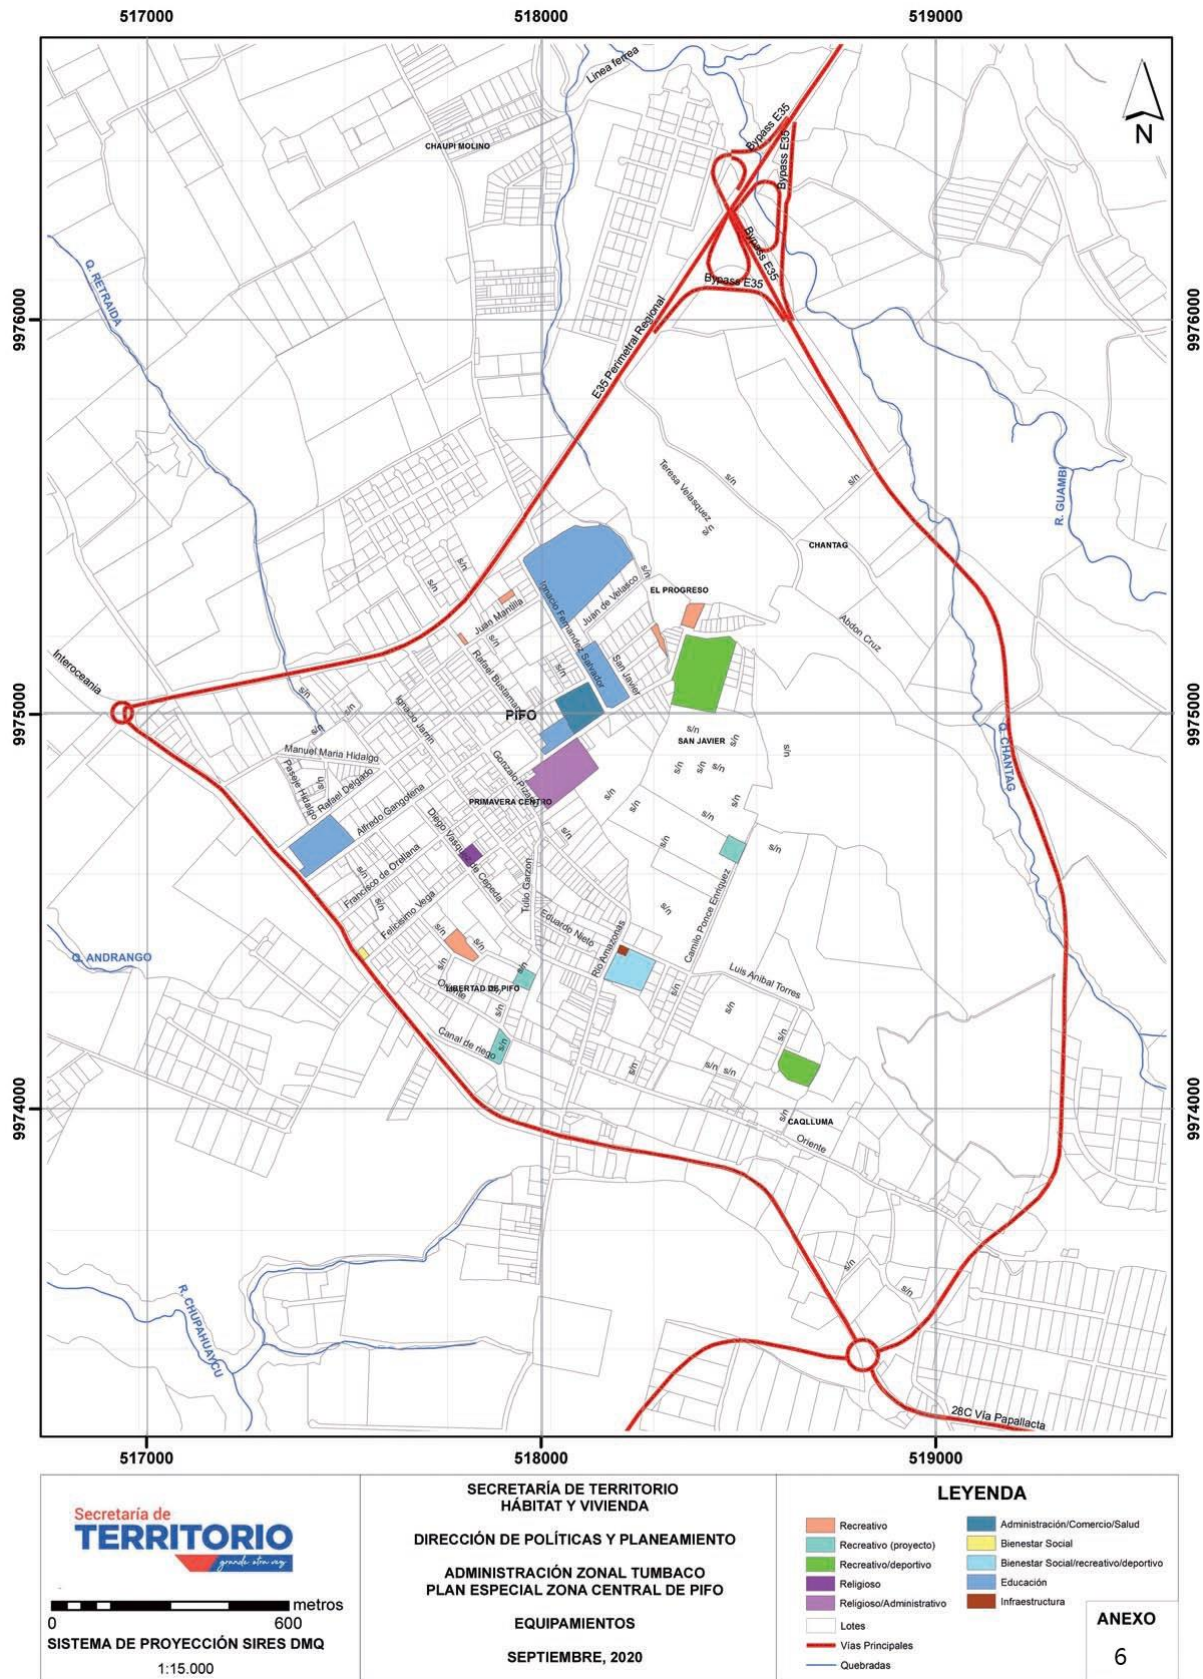 517000
518000
519000
Línea ferrea
N
CHAUPI MOLINO
Bypass E35
Bypass E35
Q. RETRAIDA
Bypass E35
Bypass E35
9976000
9976000
E35 Perimetral Regional
Teresa Velasquez
s/n
s/n
s/n
R. GUAMBI
CHANTAG
s/n
s/n
s/n
EL PROGRESO
Ignacio Fernandez Salvador
Juan de Velasco
Juan Mantilla
s/n
Abdon Cruz
Interoceania
Rafael Bustamante
s/n
San Javier
s/n
s/n
Ignacio Jarrin
9975000
9975000
PIFO
s/n
s/n
SAN JAVIER
s/n
s/n
Q. CHANTAG
Manuel Maria Hidalgo
Gonzalo Pizarro
s/n
s/n
s/n
Paseje Hidalgo
s/n
Rafael Delgado
PRIMAVERA CENTRO
s/n
s/n
s/n
Alfredo Gangotena
Diego Vasquez de Cepeda
s/n
s/n
s/n
Francisco de Orellana
s/n
Tulio Garzon
Camilo Ponce Enriquez
s/n
Felicisimo Vega
s/n
Eduardo Nieto
s/n
s/n
Río Amazonas
Q. ANDRANGO
s/n
s/n
Luis Anibal Torres
LIBERTAD DE PIFO
s/n
s/n
s/n
Canal de riego
s/n
s/n
s/n
s/n
s/n
9974000
9974000
s/n
CAQLLUMA
Oriente
s/n
s/n
R. CHUPAHUAYCU
28C Vía Papallacta
517000
518000
519000
Secretaría de
TERRITORIO
grande otra vez
metros
0
600
SISTEMA DE PROYECCIÓN SIRES DMQ
1:15.000
SECRETARÍA DE TERRITORIO
HÁBITAT Y VIVIENDA
DIRECCIÓN DE POLÍTICAS Y PLANEAMIENTO
ADMINISTRACIÓN ZONAL TUMBACO
PLAN ESPECIAL ZONA CENTRAL DE PIFO
EQUIPAMIENTOS
SEPTIEMBRE, 2020
LEYENDA
Recreativo
Recreativo (proyecto)
Recreativo/deportivo
Religioso
Religioso/Administrativo
Lotes
Vías Principales
Quebradas
Administración/Comercio/Salud
Bienestar Social
Bienestar Social/recreativo/deportivo
Educación
Infraestructura
ANEXO
6